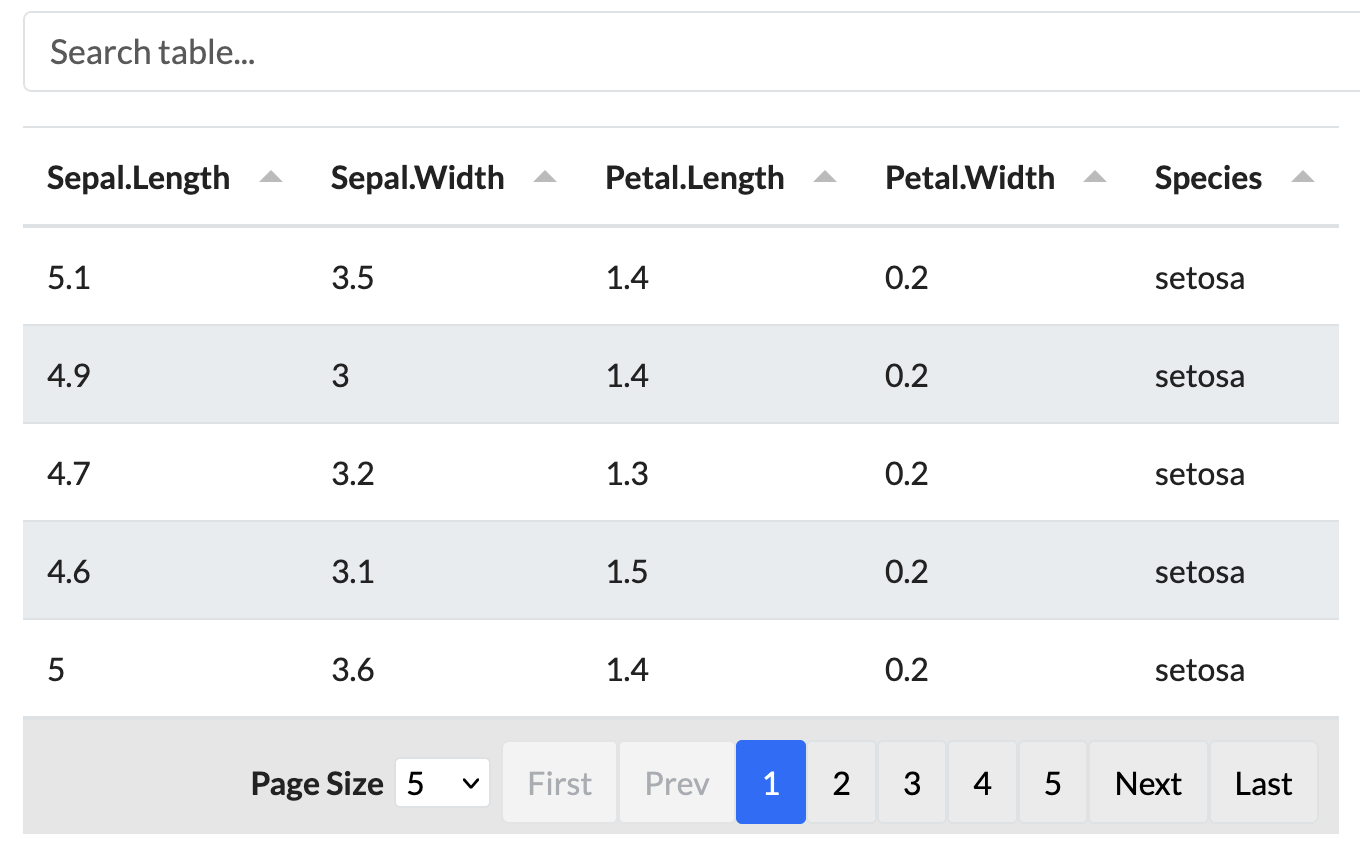 Search table...
Sepal.Length Sepal.Width Petal.Length Petal.Width Species
5.1 3.5 1.4 0.2 setosa
4.9 3 1.4 0.2 setosa
4.7 3.2 1.3 0.2 setosa
4.6 3.1 1.5 0.2 setosa
5 3.6 1.4 0.2 setosa
Page Size 5 First Prev 1 2 3 4 5 Next Last